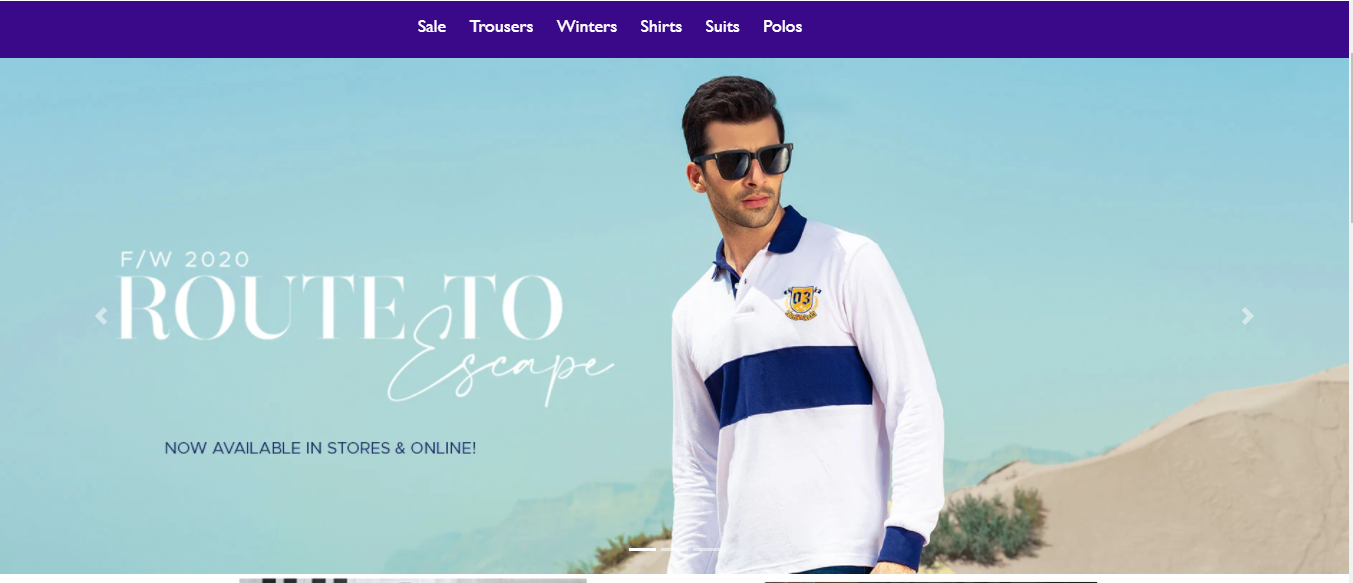 Sale Trousers Winters Shirts Suits Polos
F/W 2020
ROUTE TO
Escape
03
NOW AVAILABLE IN STORES & ONLINE!